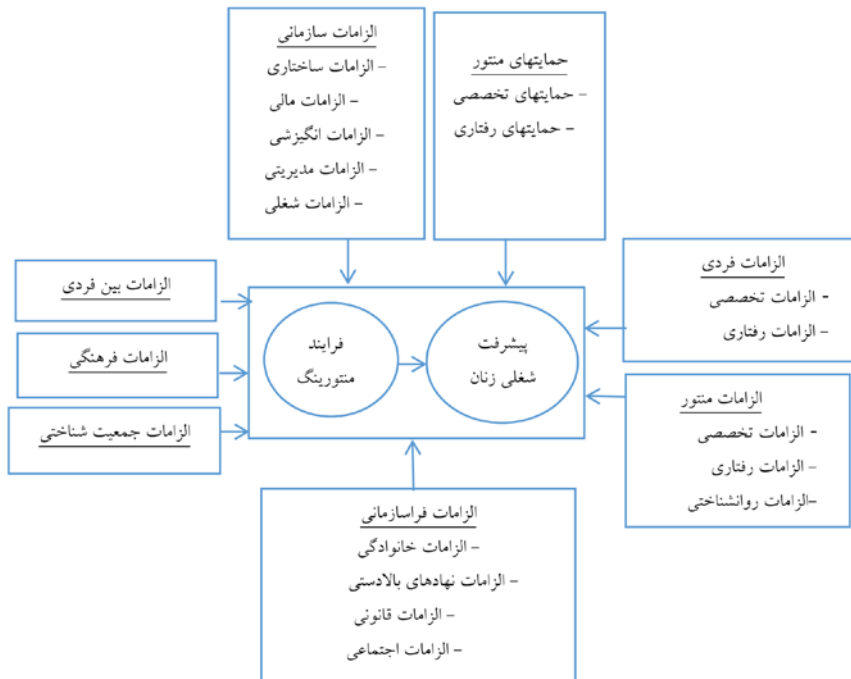 الزامات سازمانی
- الزامات ساختاری
- الزامات مالی
- الزامات انگیزشی
- الزامات مدیریتی
- الزامات شغلی
حمایتهای منتور
- حمایتهای تخصصی
- حمایتهای رفتاری
الزامات فردی
- الزامات تخصصی
- الزامات رفتاری
الزامات منتور
- الزامات تخصصی
- الزامات رفتاری
-الزامات روانشناختی
پیشرفت
شغلی زنان
فرایند
منتورینگ
الزامات بین فردی
الزامات فرهنگی
الزامات جمعیت شناختی
الزامات فراسازمانی
- الزامات خانوادگی
- الزامات نهادهای بالادستی
- الزامات قانونی
- الزامات اجتماعی